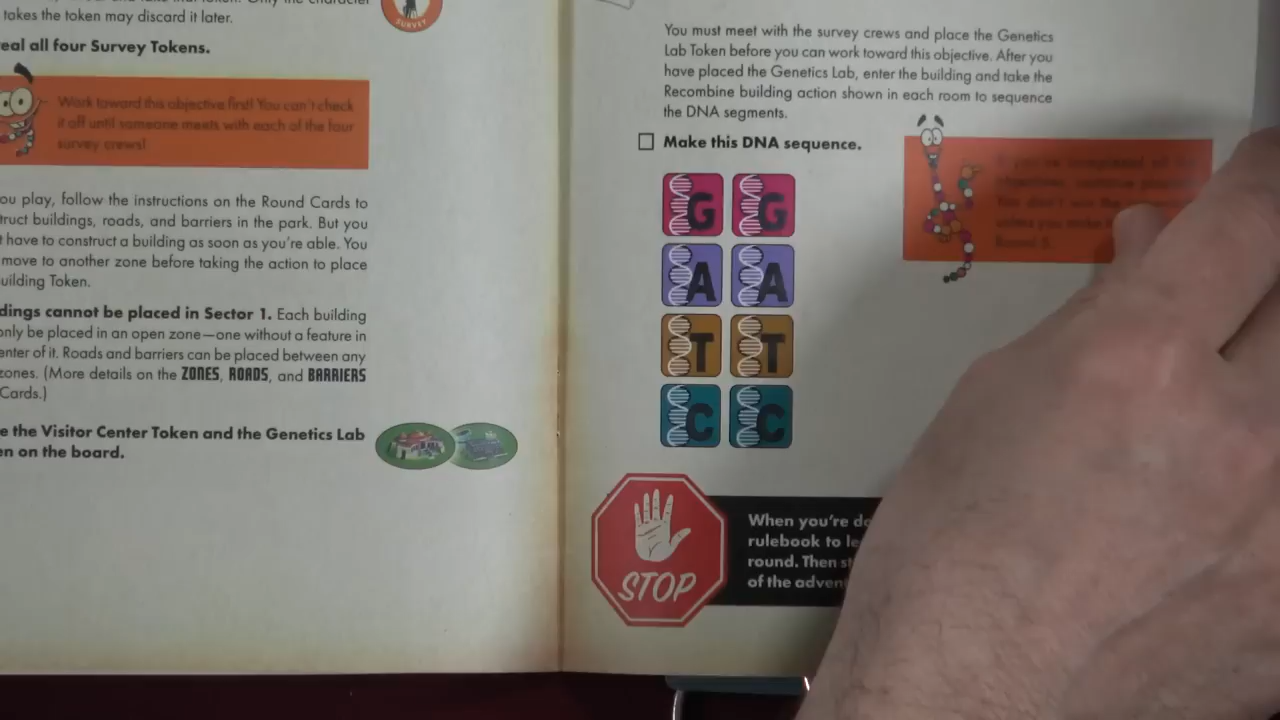 takes the token may discard it later.
SURVEY
eal all four Survey Tokens.
Work toward this objective first! You can't check
it off until someone meets with each of the four
survey crews!
ou play, follow the instructions on the Round Cards to
truct buildings, roads, and barriers in the park. But you
t have to construct a building as soon as you're able. You
move to another zone before taking the action to place
uilding Token.
dings cannot be placed in Sector 1. Each building
only be placed in an open zone—one without a feature in
enter of it. Roads and barriers can be placed between any
zones. (More details on the ZONES, ROADS, and BARRIERS
Cards.)
e the Visitor Center Token and the Genetics Lab
en on the board.
You must meet with the survey crews and place the Genetics
Lab Token before you can work toward this objective. After you
have placed the Genetics Lab, enter the building and take the
Recombine building action shown in each room to sequence
the DNA segments.
Make this DNA sequence.
G G
A A
T T
C C
STOP
When you're do
rulebook to le
round. Then st
of the adven